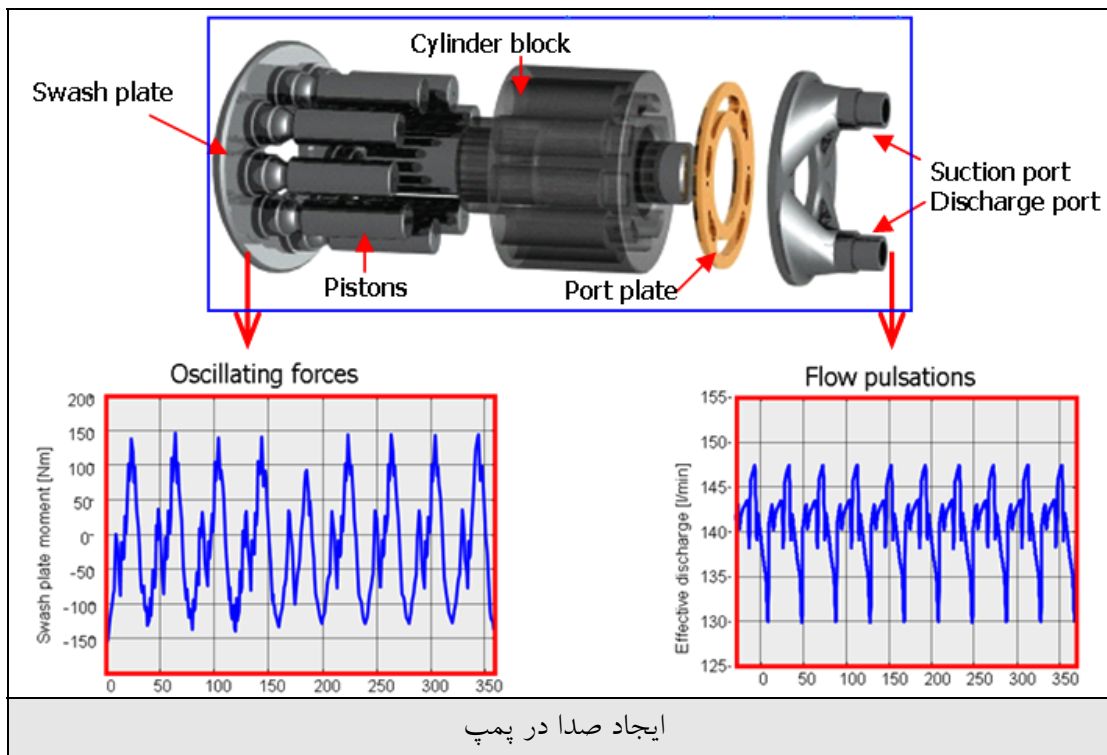 Cylinder block
Swash plate
Suction port
Discharge port
Pistons
Port plate
Oscillating forces
Swash plate moment [Nm]
200
150
100
50
0
-50
-100
-150
0 50 100 150 200 250 300 350
Flow pulsations
Effective discharge [l/min]
155-
150-
145-
140-
135-
130-
125-
0 50 100 150 200 250 300 350
ایجاد صدا در پمپ